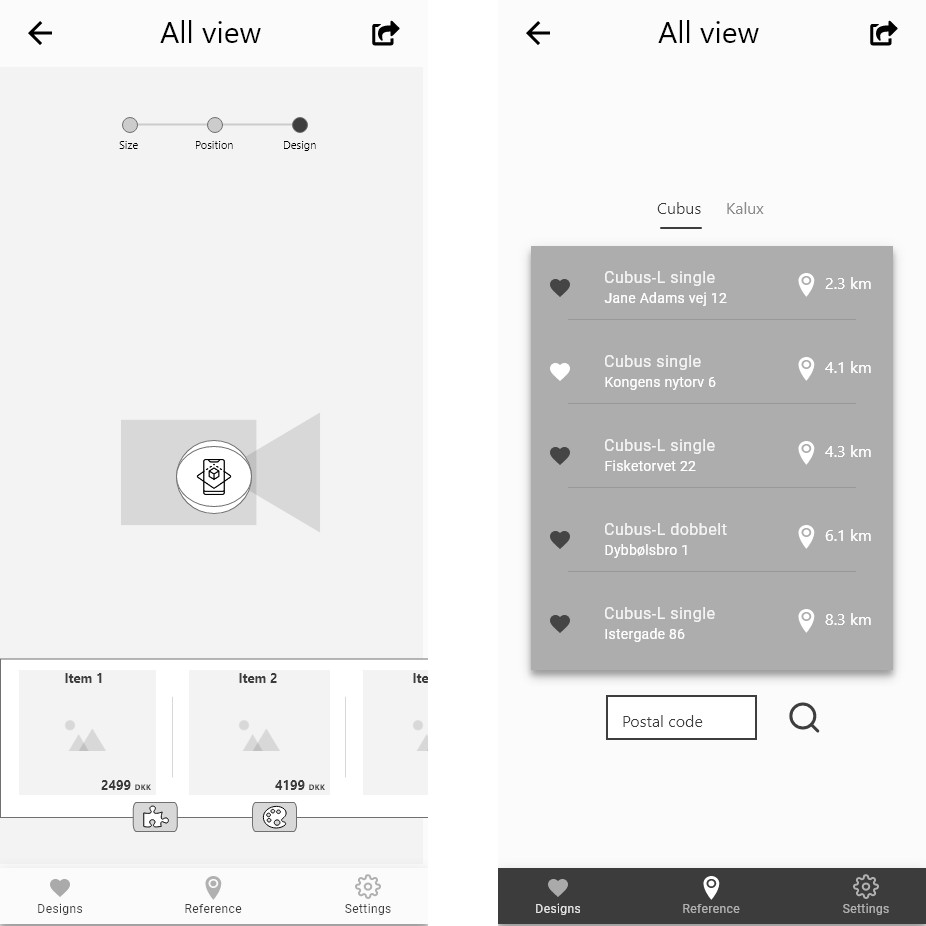 All view
Size Position Design
Item 1 Item 2 Ite
2499 DKK 4199 DKK
Designs Reference Settings
All view
Cubus Kalux
Cubus-L single
Jane Adams vej 12
2.3 km
Cubus single
Kongens nytorv 6
4.1 km
Cubus-L single
Fisketorvet 22
4.3 km
Cubus-L dobbelt
Dybbølsbro 1
6.1 km
Cubus-L single
Istergade 86
8.3 km
Postal code
Designs Reference Settings